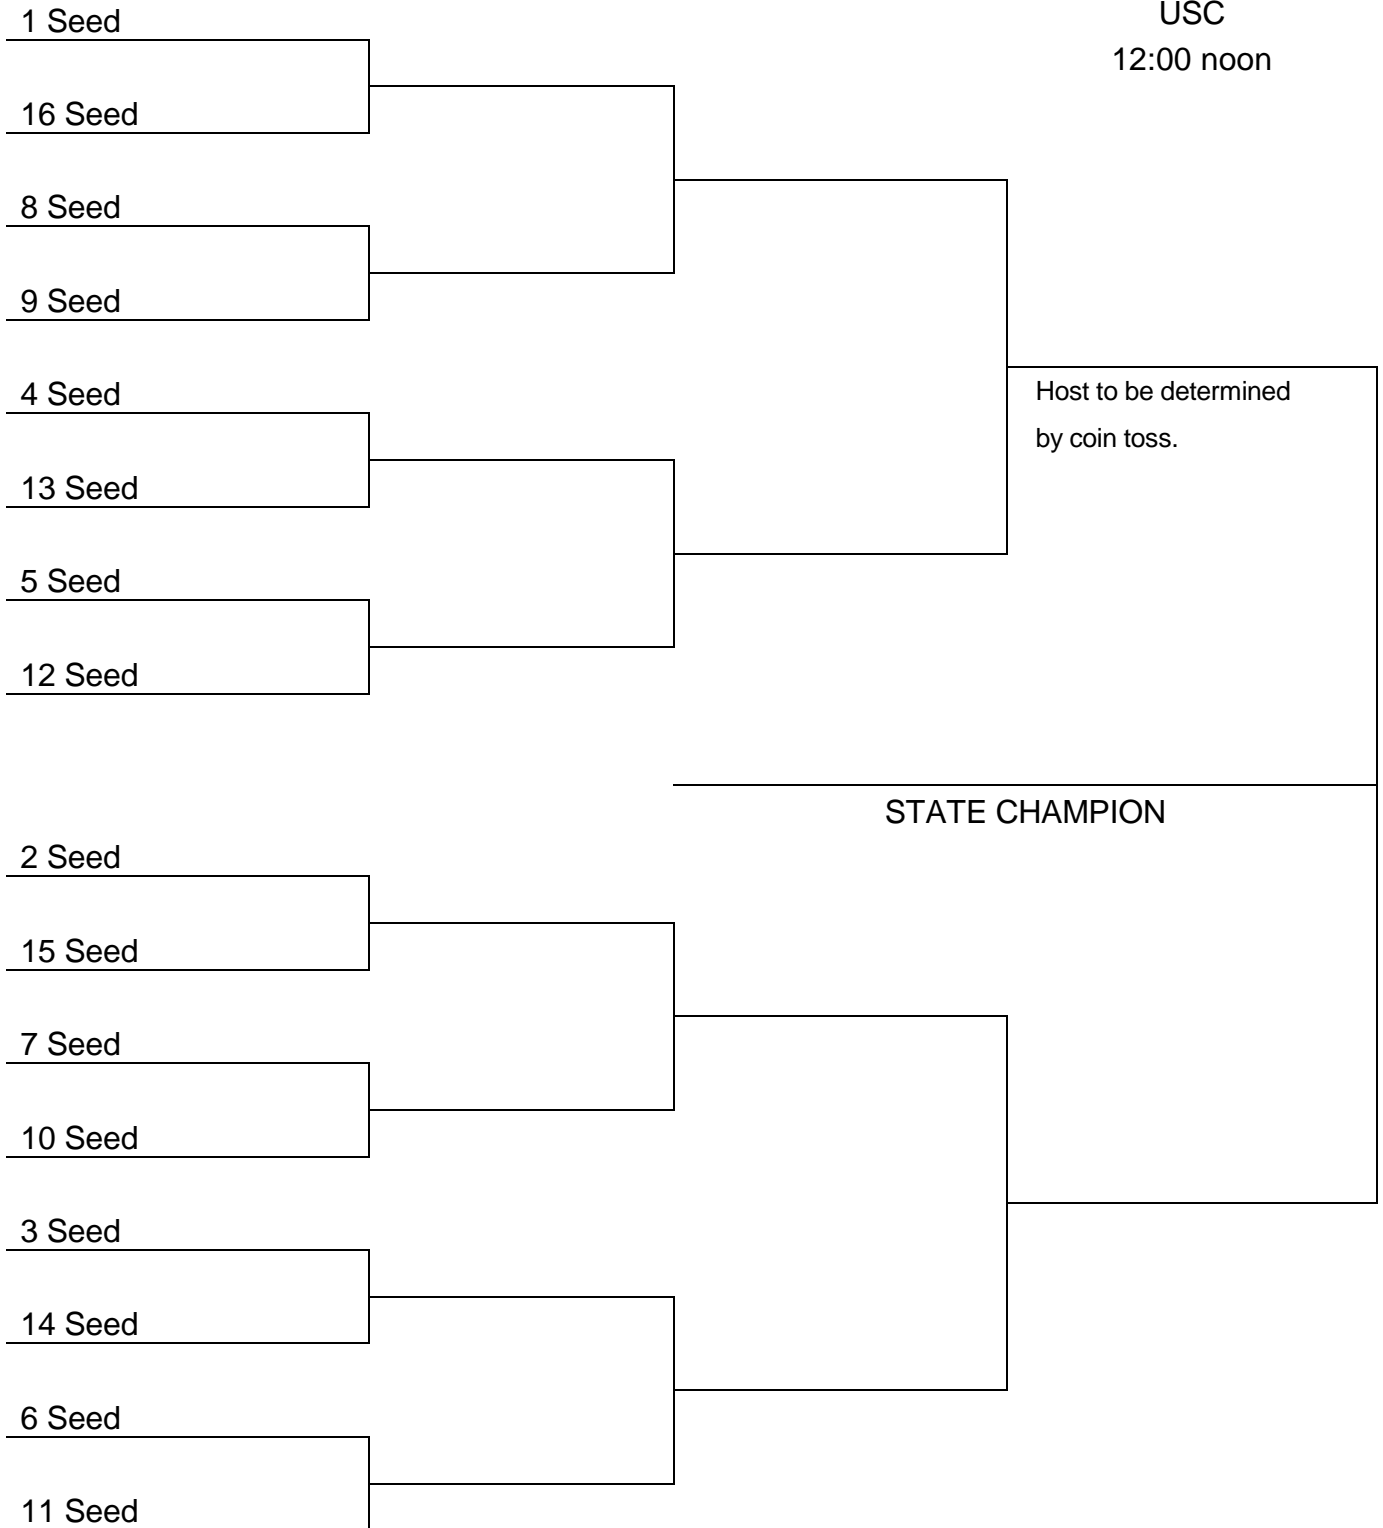 USC
12:00 noon
1 Seed
16 Seed
8 Seed
9 Seed
4 Seed
13 Seed
5 Seed
12 Seed
Host to be determined
by coin toss.
STATE CHAMPION
2 Seed
15 Seed
7 Seed
10 Seed
3 Seed
14 Seed
6 Seed
11 Seed